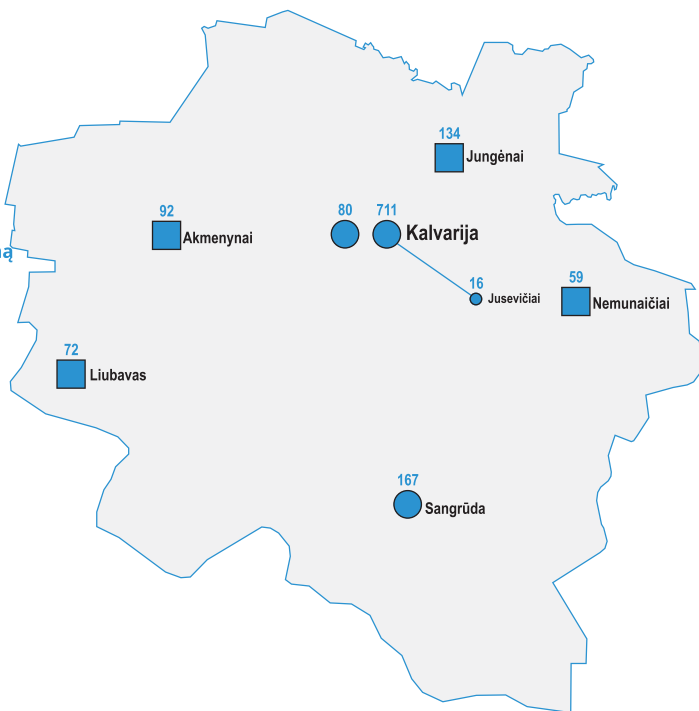 134
Jungėnai
92
Akmenynai
80
711
Kalvarija
16
Jusevičiai
59
Nemunaičiai
72
Liubavas
167
Sangrūda